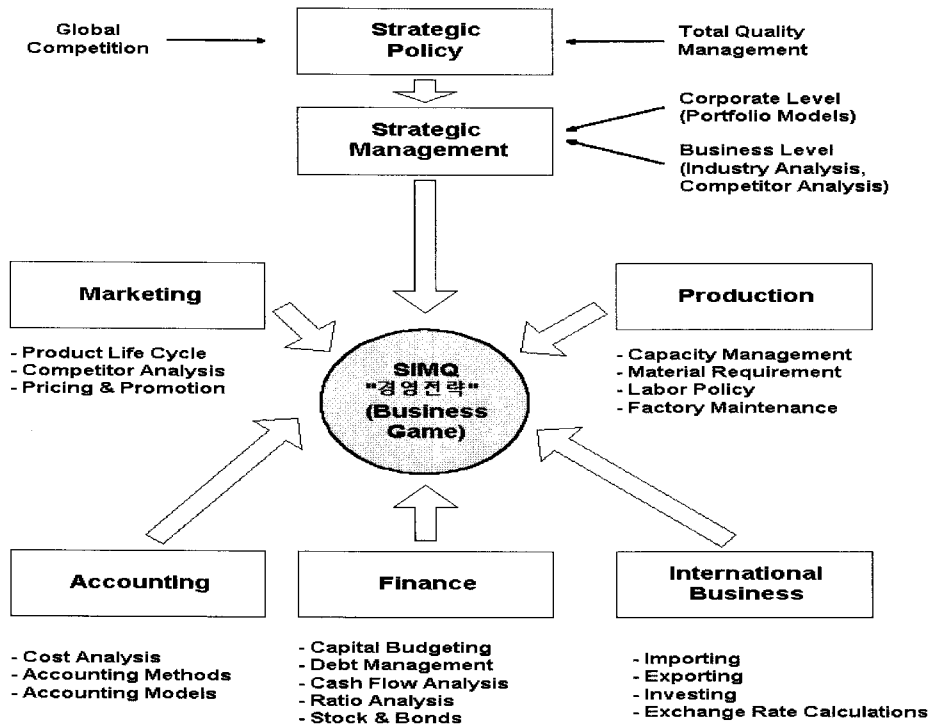 Global
Competition
Strategic
Policy
Total Quality
Management
Strategic
Management
Corporate Level
(Portfolio Models)
Business Level
(Industry Analysis,
Competitor Analysis)
Marketing
- Product Life Cycle
- Competitor Analysis
- Pricing & Promotion
Production
- Capacity Management
- Material Requirement
- Labor Policy
- Factory Maintenance
SIMQ
"경영전략"
(Business
Game)
Accounting
- Cost Analysis
- Accounting Methods
- Accounting Models
Finance
- Capital Budgeting
- Debt Management
- Cash Flow Analysis
- Ratio Analysis
- Stock & Bonds
International
Business
- Importing
- Exporting
- Investing
- Exchange Rate Calculations